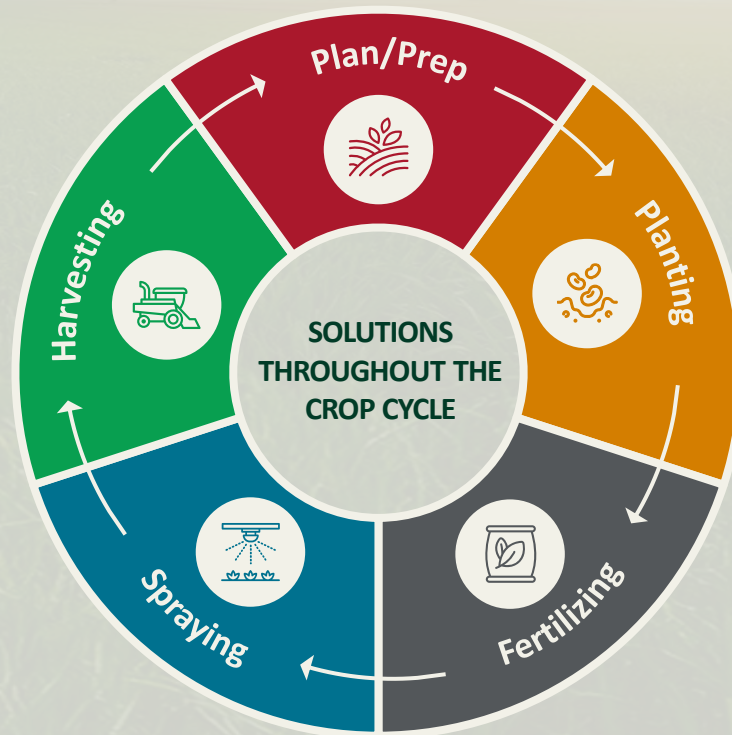 Plan/Prep
Planting
Fertilizing
Spraying
Harvesting
SOLUTIONS
THROUGHOUT THE
CROP CYCLE